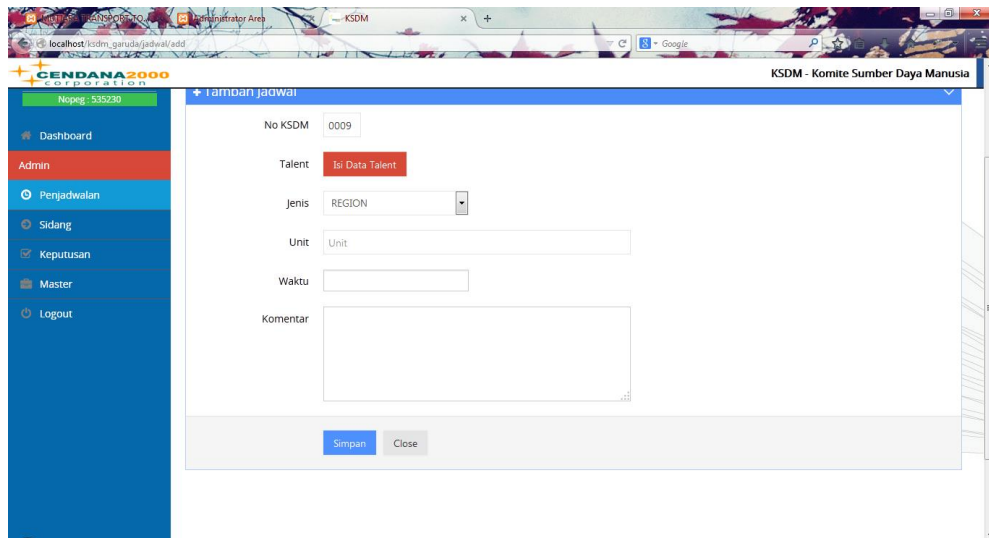 TRANSPORT TO
Administrator Area
KSDM
localhost/ksdm_garuda/jadwal/add
Google
CENDANA2000
corporation
KSDM - Komite Sumber Daya Manusia
Nopeg : 535230
Tambah Jadwal
Dashboard
Admin
Penjadwalan
Sidang
Keputusan
Master
Logout
No KSDM 0009
Talent Isi Data Talent
Jenis REGION
Unit Unit
Waktu
Komentar
Simpan Close